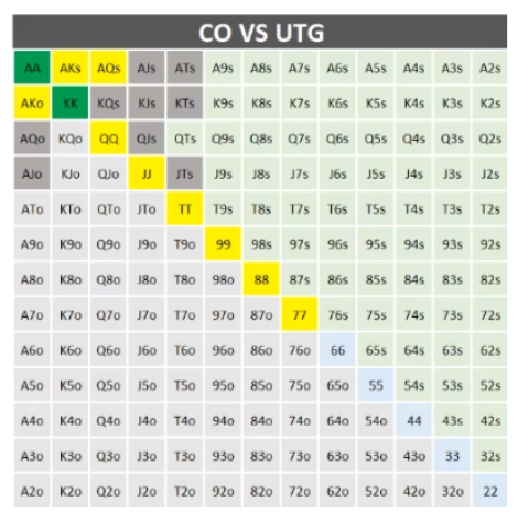 CO VS UTG
AA AKs AQs AJs ATs A9s A8s A7s A6s A5s A4s A3s A2s
AKo KK KQs KJs KTs K9s K8s K7s K6s K5s K4s K3s K2s
AQo KQo QQ QJs QTs Q9s Q8s Q7s Q6s Q5s Q4s Q3s Q2s
AJo KJo QJo JJ JTs J9s J8s J7s J6s J5s J4s J3s J2s
ATo KTo QTo JTo TT T9s T8s T7s T6s T5s T4s T3s T2s
A9o K9o Q9o J9o T9o 99 98s 97s 96s 95s 94s 93s 92s
A8o K8o Q8o J8o T8o 98o 88 87s 86s 85s 84s 83s 82s
A7o K7o Q7o J7o T7o 97o 87o 77 76s 75s 74s 73s 72s
A6o K6o Q6o J6o T6o 96o 86o 76o 66 65s 64s 63s 62s
A5o K5o Q5o J5o T5o 95o 85o 75o 65o 55 54s 53s 52s
A4o K4o Q4o J4o T4o 94o 84o 74o 64o 54o 44 43s 42s
A3o K3o Q3o J3o T3o 93o 83o 73o 63o 53o 43o 33 32s
A2o K2o Q2o J2o T2o 92o 82o 72o 62o 52o 42o 32o 22